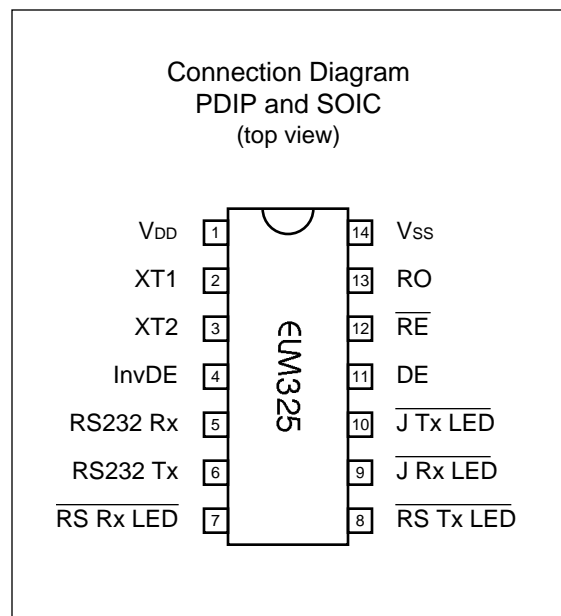 Connection Diagram
PDIP and SOIC
(top view)
VDD 1 14 VSS
XT1 2 13 RO
XT2 3 12 R̅E̅
InvDE 4 11 DE
RS232 Rx 5 10 J Tx LED
RS232 Tx 6 9 J Rx LED
RS Rx LED 7 8 RS Tx LED
ELM325